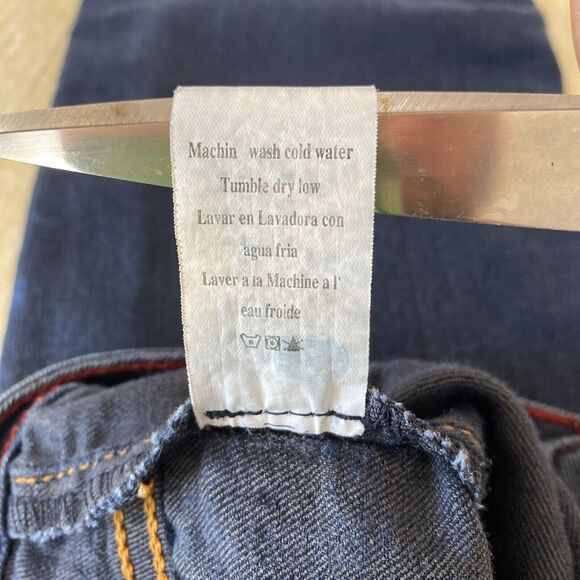 Machin wash cold water
Tumble dry low
Lavar en Lavadora con
agua fria
Laver a la Machine a l'
eau froide